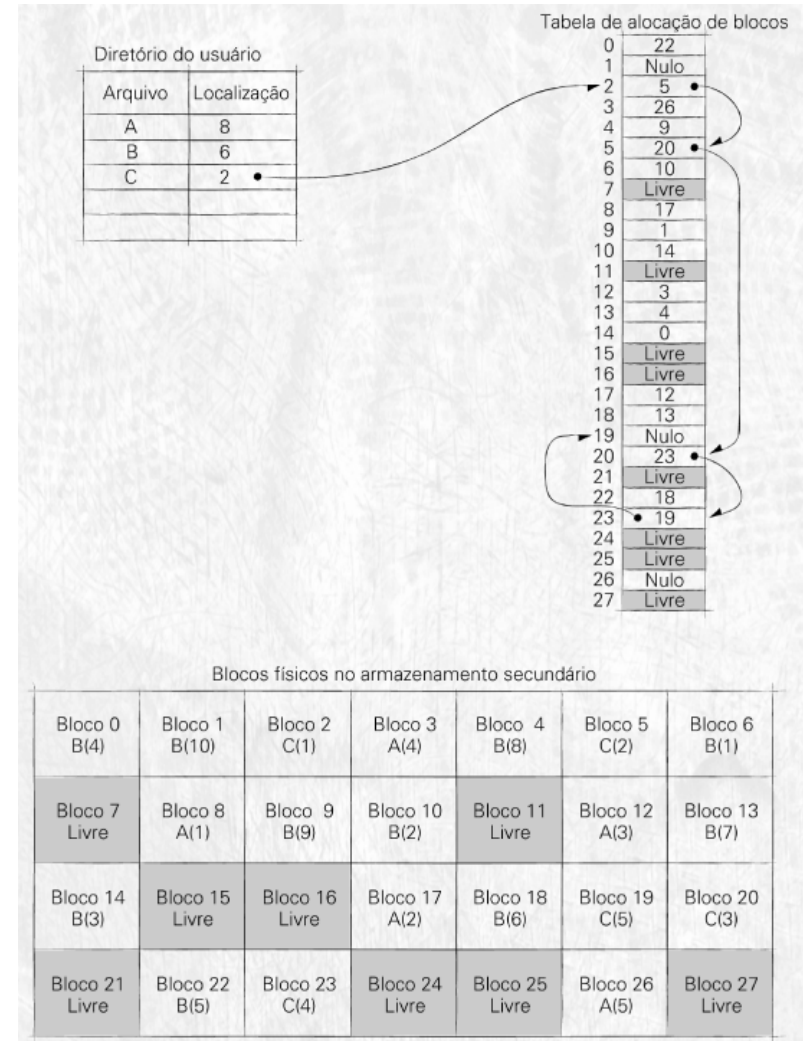 Diretório do usuário
Arquivo Localização
A 8
B 6
C 2
Tabela de alocação de blocos
0 22
1 Nulo
2 5
3 26
4 9
5 20
6 10
7 Livre
8 17
9 1
10 14
11 Livre
12 3
13 4
14 0
15 Livre
16 Livre
17 12
18 13
19 Nulo
20 23
21 Livre
22 18
23 19
24 Livre
25 Livre
26 Nulo
27 Livre
Blocos físicos no armazenamento secundário
Bloco 0 Bloco 1 Bloco 2 Bloco 3 Bloco 4 Bloco 5 Bloco 6
B(4) B(10) C(1) A(4) B(8) C(2) B(1)
Bloco 7 Bloco 8 Bloco 9 Bloco 10 Bloco 11 Bloco 12 Bloco 13
Livre A(1) B(9) B(2) Livre A(3) B(7)
Bloco 14 Bloco 15 Bloco 16 Bloco 17 Bloco 18 Bloco 19 Bloco 20
B(3) Livre Livre A(2) B(6) C(5) C(3)
Bloco 21 Bloco 22 Bloco 23 Bloco 24 Bloco 25 Bloco 26 Bloco 27
Livre B(5) C(4) Livre Livre A(5) Livre